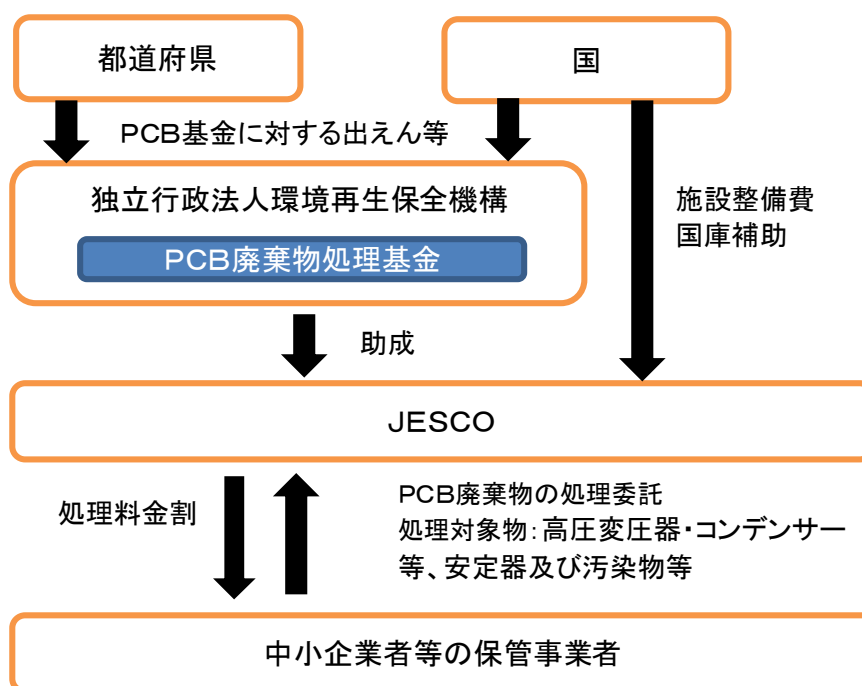 都道府県
国
PCB基金に対する出えん等
独立行政法人環境再生保全機構
PCB廃棄物処理基金
施設整備費
国庫補助
助成
JESCO
処理料金割
PCB廃棄物の処理委託
処理対象物：高圧変圧器・コンデンサー
等、安定器及び汚染物等
中小企業者等の保管事業者